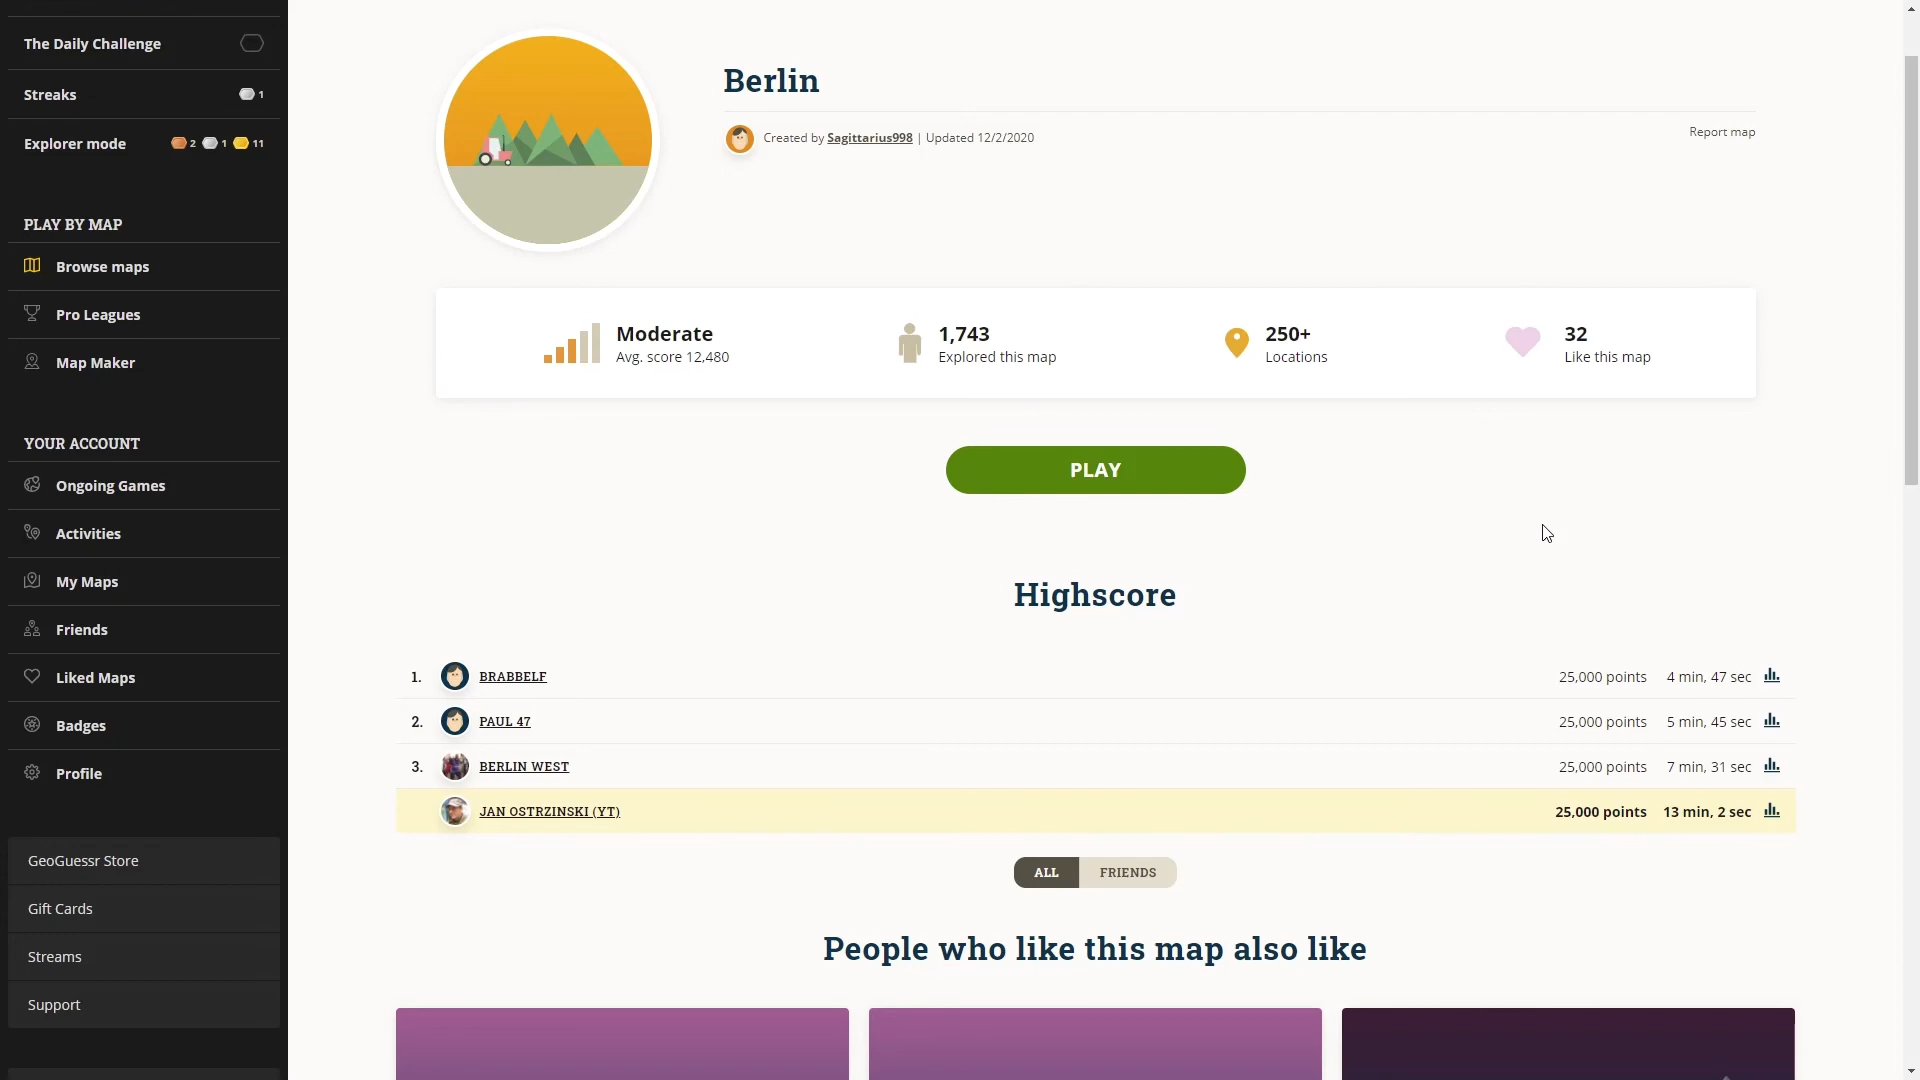 The Daily Challenge
Streaks 1
Explorer mode 2 1 11
PLAY BY MAP
Browse maps
Pro Leagues
Map Maker
YOUR ACCOUNT
Ongoing Games
Activities
My Maps
Friends
Liked Maps
Badges
Profile
GeoGuessr Store
Gift Cards
Streams
Support
Berlin
Created by Sagittarius998 | Updated 12/2/2020
Report map
Moderate
Avg. score 12,480
1,743
Explored this map
250+
Locations
32
Like this map
PLAY
Highscore
1. BRABBELF 25,000 points 4 min, 47 sec
2. PAUL 47 25,000 points 5 min, 45 sec
3. BERLIN WEST 25,000 points 7 min, 31 sec
JAN OSTRZINSKI (YT) 25,000 points 13 min, 2 sec
ALL FRIENDS
People who like this map also like